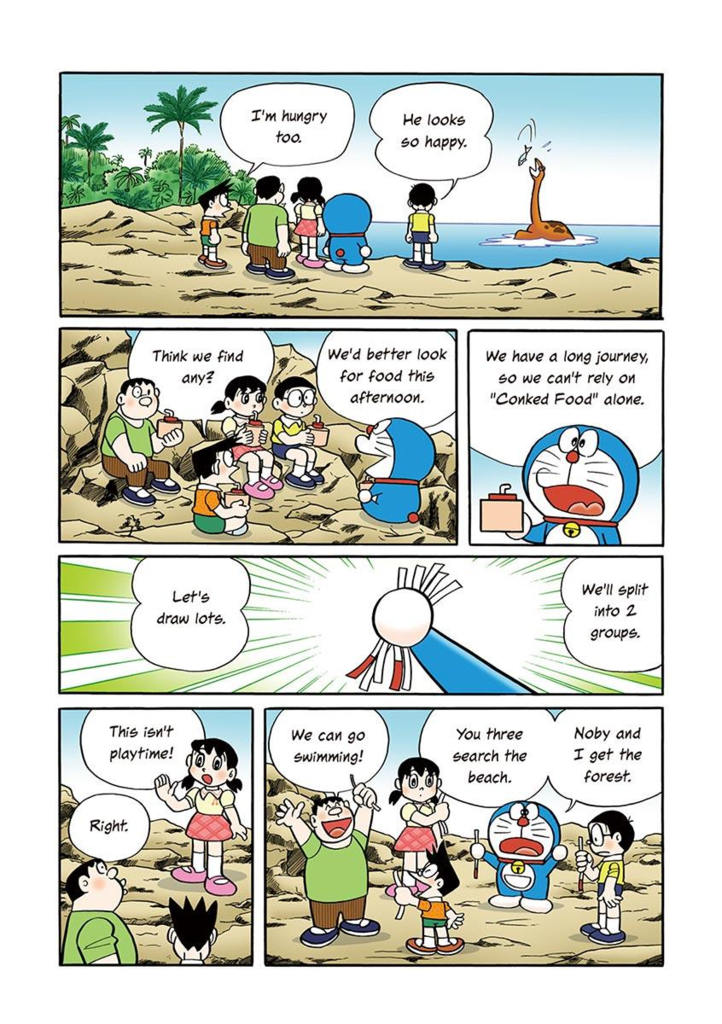 He looks
so happy.
I'm hungry
too.
We have a long journey,
so we can't rely on
"Conked Food" alone.
We'd better look
for food this
afternoon.
Think we find
any?
We'll split
into 2
groups.
Let's
draw lots.
Noby and
I get the
forest.
You three
search the
beach.
We can go
swimming!
This isn't
playtime!
Right.